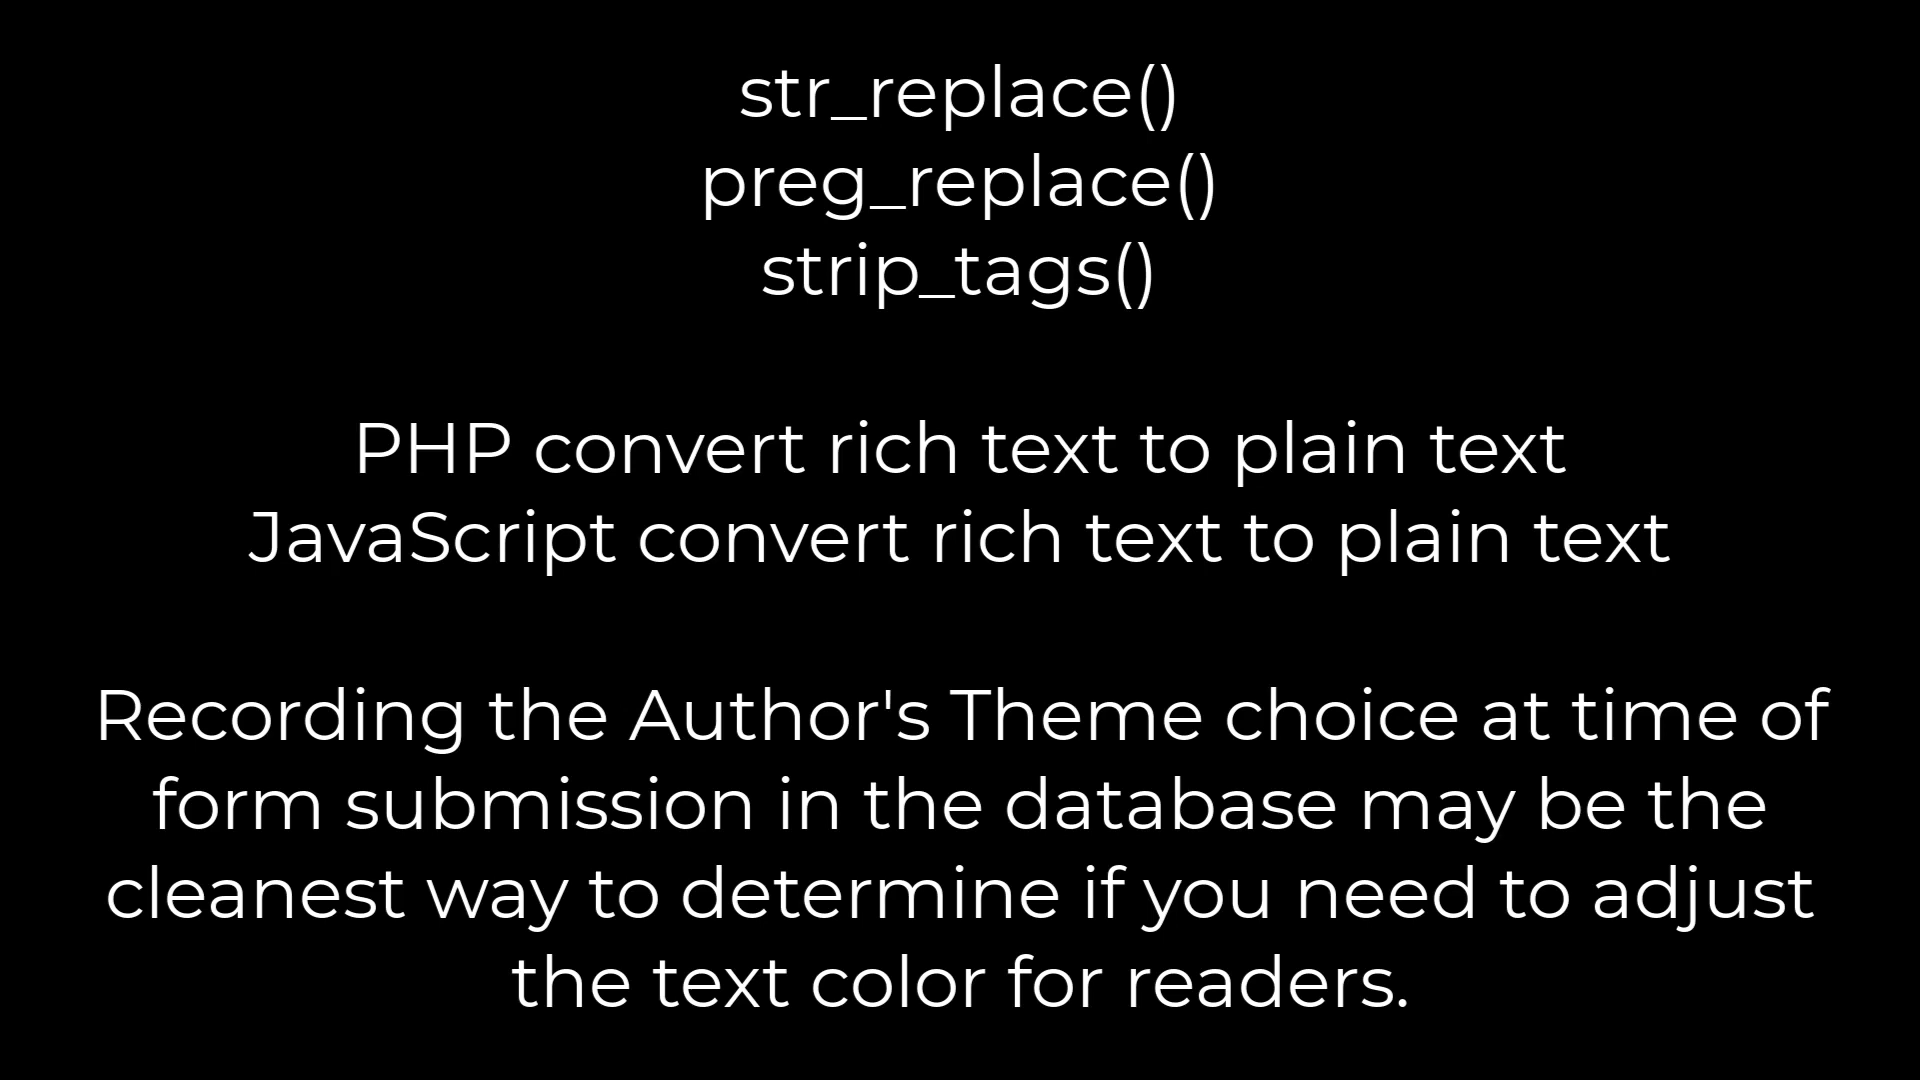 str_replace()
preg_replace()
strip_tags()
PHP convert rich text to plain text
JavaScript convert rich text to plain text
Recording the Author's Theme choice at time of
form submission in the database may be the
cleanest way to determine if you need to adjust
the text color for readers.